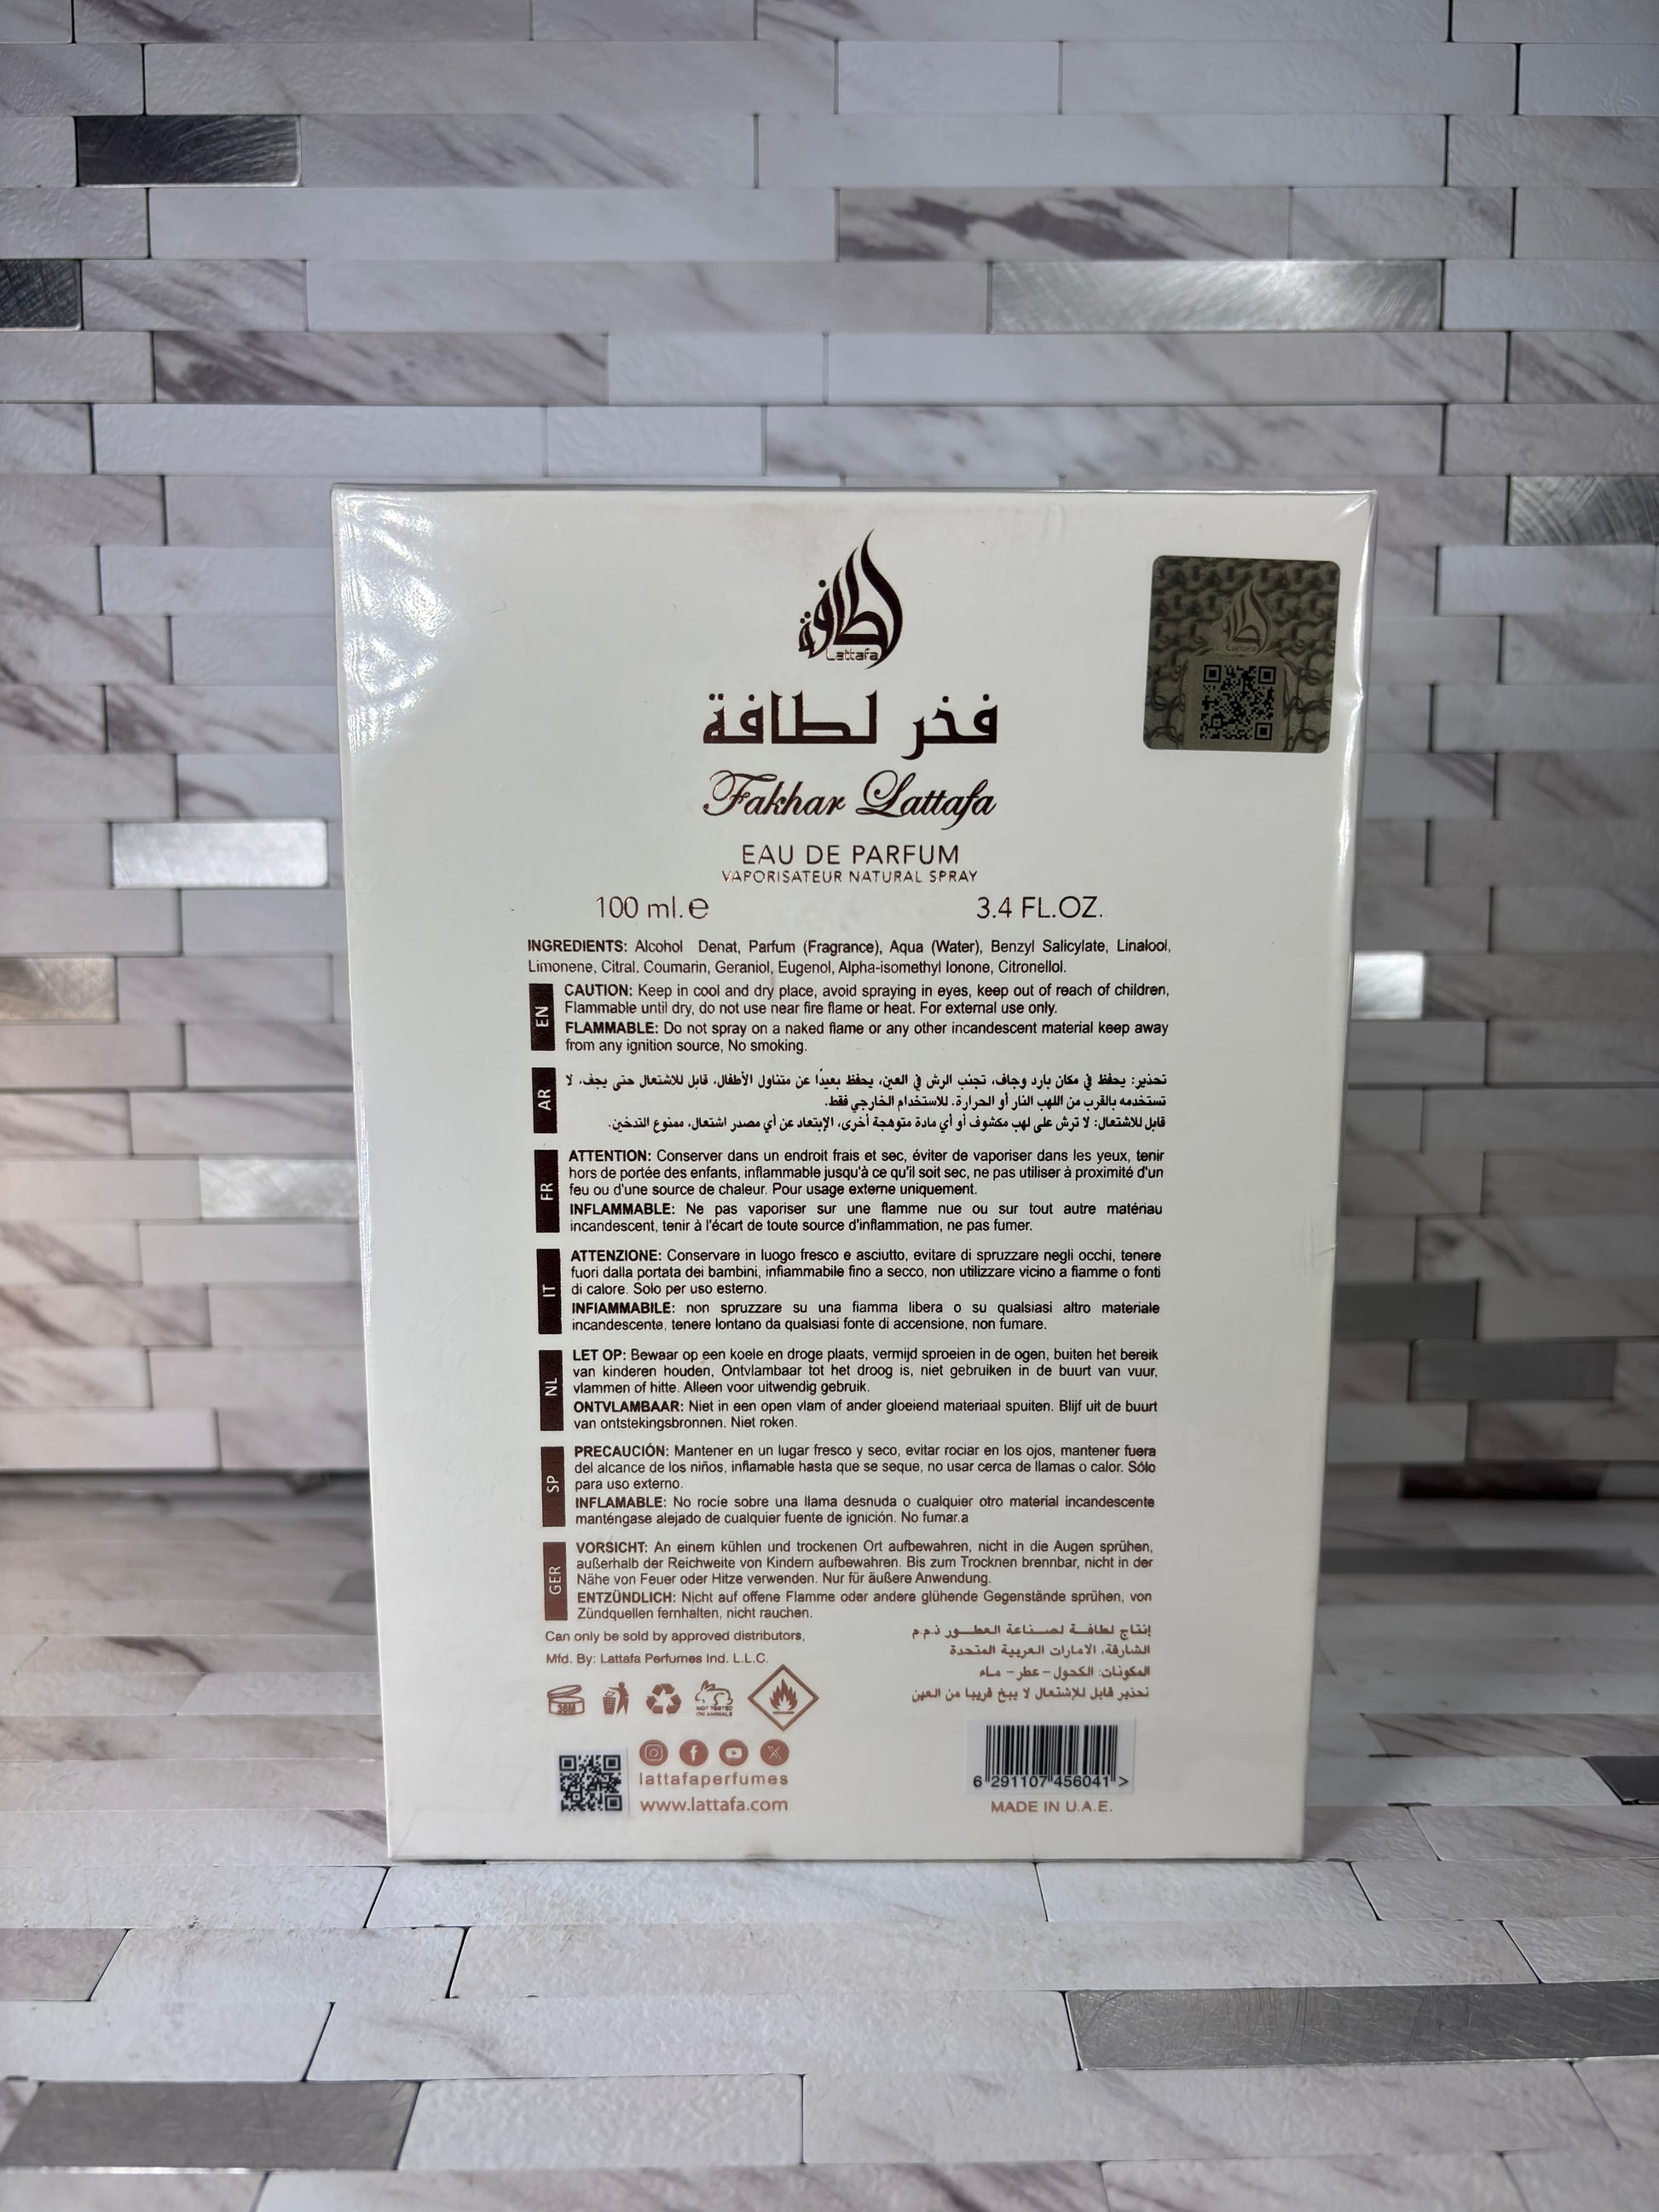 لطافة
Lattafa
لطافة
Lattafa
فخر لطافة
Fakhar Lattafa
EAU DE PARFUM
VAPORISATEUR NATURAL SPRAY
100 ml.e 3.4 FL.OZ.
INGREDIENTS: Alcohol Denat, Parfum (Fragrance), Aqua (Water), Benzyl Salicylate, Linalool,
Limonene, Citral. Coumarin, Geraniol, Eugenol, Alpha-isomethyl Ionone, Citronellol.
EN
CAUTION: Keep in cool and dry place, avoid spraying in eyes, keep out of reach of children,
Flammable until dry, do not use near fire flame or heat. For external use only.
FLAMMABLE: Do not spray on a naked flame or any other incandescent material keep away
from any ignition source, No smoking.
AR
تحذير: يحفظ في مكان بارد وجاف، تجنب الرش في العين، يحفظ بعيدًا عن متناول الأطفال، قابل للاشتعال حتى يجف، لا
تستخدمه بالقرب من اللهب النار أو الحرارة. للاستخدام الخارجي فقط.
قابل للاشتعال: لا ترش على لهب مكشوف أو أي مادة متوهجة أخرى، الإبتعاد عن أي مصدر اشتعال، ممنوع التدخين.
FR
ATTENTION: Conserver dans un endroit frais et sec, éviter de vaporiser dans les yeux, tenir
hors de portée des enfants, inflammable jusqu'à ce qu'il soit sec, ne pas utiliser à proximité d'un
feu ou d'une source de chaleur. Pour usage externe uniquement.
INFLAMMABLE: Ne pas vaporiser sur une flamme nue ou sur tout autre matériau
incandescent, tenir à l'écart de toute source d'inflammation, ne pas fumer.
IT
ATTENZIONE: Conservare in luogo fresco e asciutto, evitare di spruzzare negli occhi, tenere
fuori dalla portata dei bambini, infiammabile fino a secco, non utilizzare vicino a fiamme o fonti
di calore. Solo per uso esterno.
INFIAMMABILE: non spruzzare su una fiamma libera o su qualsiasi altro materiale
incandescente, tenere lontano da qualsiasi fonte di accensione, non fumare.
NL
LET OP: Bewaar op een koele en droge plaats, vermijd sproeien in de ogen, buiten het bereik
van kinderen houden, Ontvlambaar tot het droog is, niet gebruiken in de buurt van vuur,
vlammen of hitte. Alleen voor uitwendig gebruik.
ONTVLAMBAAR: Niet in een open vlam of ander gloeiend materiaal spuiten. Blijf uit de buurt
van ontstekingsbronnen. Niet roken.
SP
PRECAUCIÓN: Mantener en un lugar fresco y seco, evitar rociar en los ojos, mantener fuera
del alcance de los niños, inflamable hasta que se seque, no usar cerca de llamas o calor. Sólo
para uso externo.
INFLAMABLE: No rocíe sobre una llama desnuda o cualquier otro material incandescente
manténgase alejado de cualquier fuente de ignición. No fumar.a
GER
VORSICHT: An einem kühlen und trockenen Ort aufbewahren, nicht in die Augen sprühen,
außerhalb der Reichweite von Kindern aufbewahren. Bis zum Trocknen brennbar, nicht in der
Nähe von Feuer oder Hitze verwenden. Nur für äußere Anwendung.
ENTZÜNDLICH: Nicht auf offene Flamme oder andere glühende Gegenstände sprühen, von
Zündquellen fernhalten, nicht rauchen.
Can only be sold by approved distributors,
Mfd. By: Lattafa Perfumes Ind. L.L.C.
إنتاج لطافة لصناعة العطور ذ.م.م
الشارقة، الامارات العربية المتحدة
المكونات: الكحول - عطر - ماء
تحذير قابل للإشتعال لا يبخ قريبا من العين
36M
NOT TESTED
ON ANIMALS
lattafaperfumes
www.lattafa.com
6 291107 456041 >
MADE IN U.A.E.